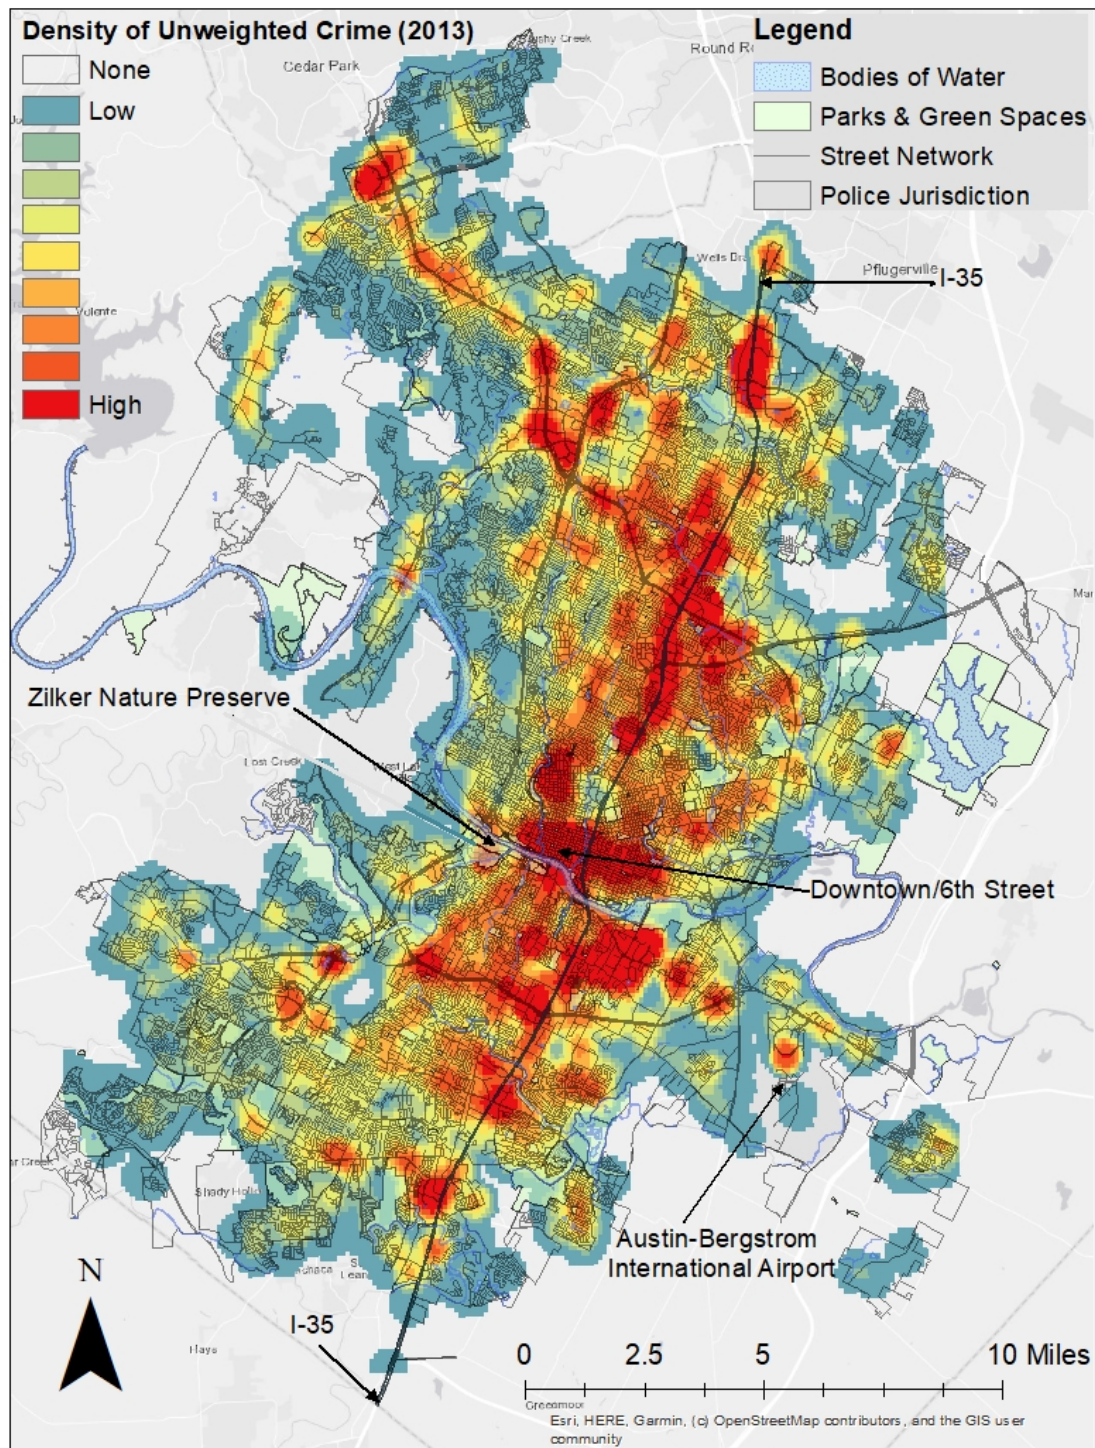 Density of Unweighted Crime (2013)
None
Low
High
Legend
Bodies of Water
Parks & Green Spaces
Street Network
Police Jurisdiction
Cedar Park
Creek
Round
Volente
Wells
Pflugerville
I-35
Zilker Nature Preserve
Lost Creek
West
Downtown/6th Street
Creek
Shady
Austin-Bergstrom
International Airport
N
I-35
Hays
0 2.5 5 10 Miles
Esri, HERE, Garmin, (c) OpenStreetMap contributors, and the GIS user
community